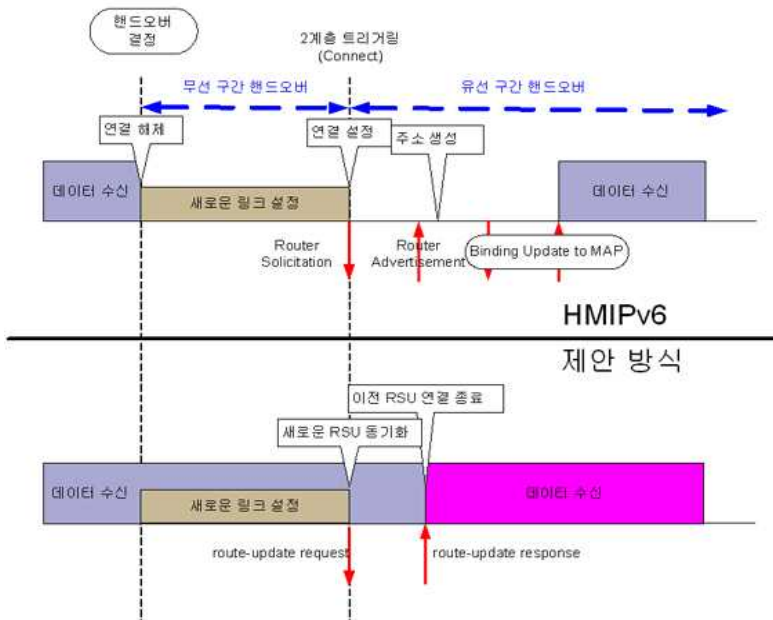 핸드오버
결정
2계층 트리거링
(Connect)
무선 구간 핸드오버
유선 구간 핸드오버
연결 해제
연결 설정
주소 생성
데이터 수신
새로운 링크 설정
데이터 수신
Router
Solicitation
Router
Advertisement
Binding Update to MAP
HMIPv6
제안 방식
이전 RSU 연결 종료
새로운 RSU 동기화
데이터 수신
새로운 링크 설정
데이터 수신
route-update request
route-update response